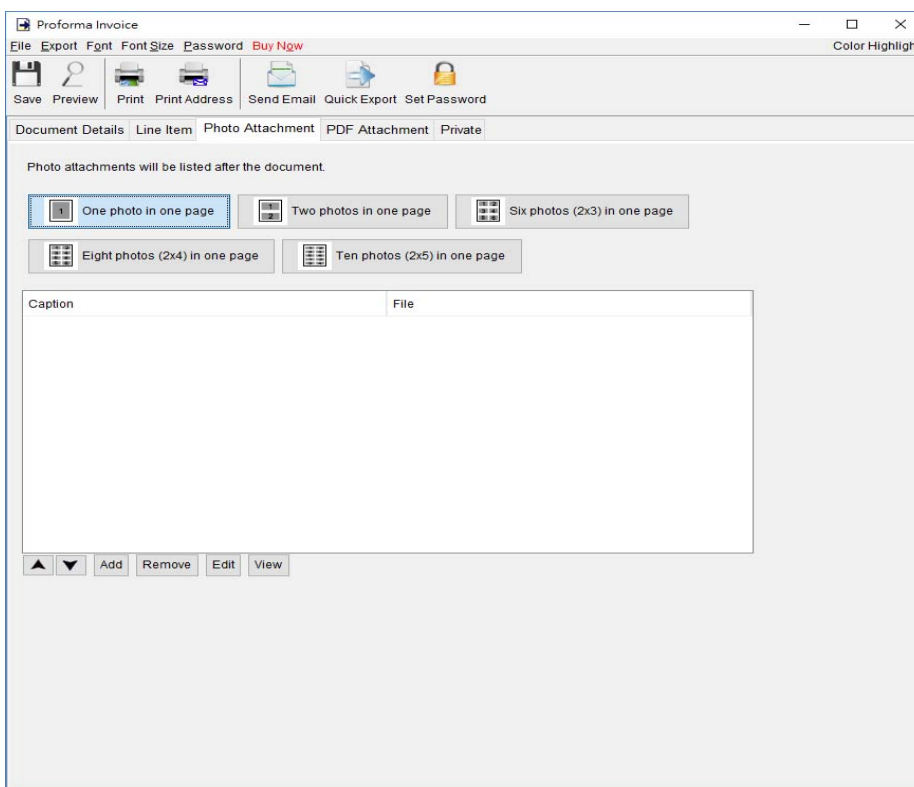 Proforma Invoice
File Export Font Font Size Password Buy Now Color Highligh
Save Preview Print Print Address Send Email Quick Export Set Password
Document Details Line Item Photo Attachment PDF Attachment Private
Photo attachments will be listed after the document.
1 One photo in one page 1 2 Two photos in one page Six photos (2x3) in one page
Eight photos (2x4) in one page Ten photos (2x5) in one page
Caption File
Add Remove Edit View